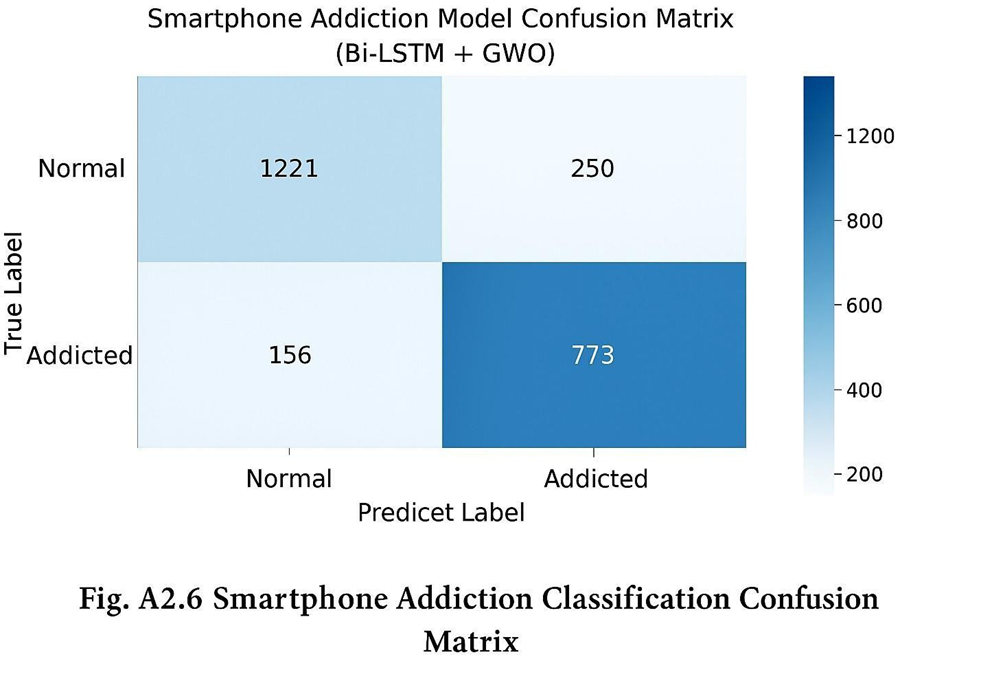 Smartphone Addiction Model Confusion Matrix
(Bi-LSTM + GWO)
True Label
Normal
1221
250
Addicted
156
773
Normal
Addicted
Predicet Label
1200
800
600
400
200
Fig. A2.6 Smartphone Addiction Classification Confusion
Matrix